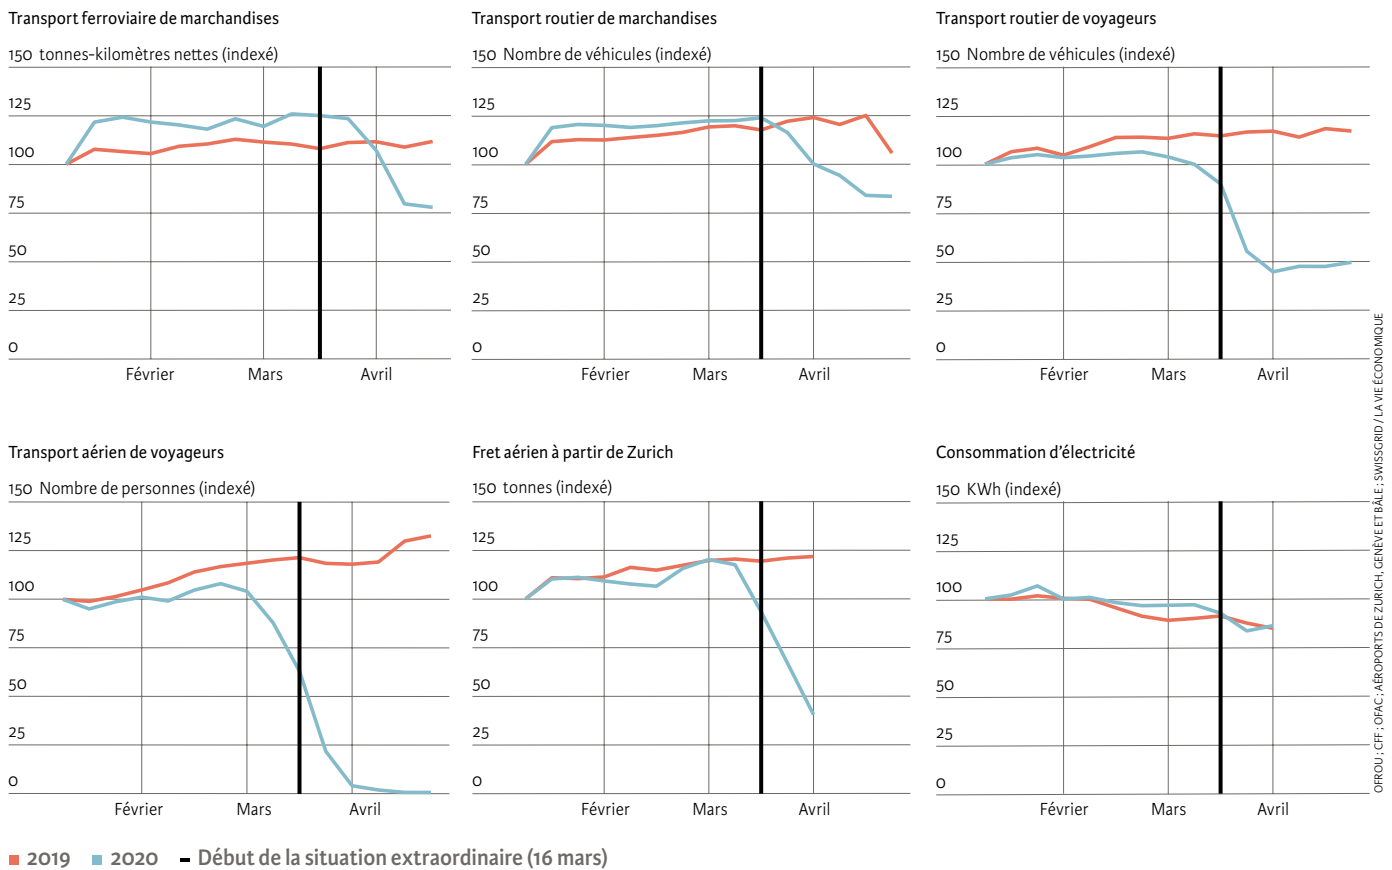 Transport ferroviaire de marchandises
150 tonnes-kilomètres nettes (indexé)
125
100
75
50
25
0
Février Mars Avril
Transport routier de marchandises
150 Nombre de véhicules (indexé)
125
100
75
50
25
0
Février Mars Avril
Transport routier de voyageurs
150 Nombre de véhicules (indexé)
125
100
75
50
25
0
Février Mars Avril
Transport aérien de voyageurs
150 Nombre de personnes (indexé)
125
100
75
50
25
0
Février Mars Avril
Fret aérien à partir de Zurich
150 tonnes (indexé)
125
100
75
50
25
0
Février Mars Avril
Consommation d’électricité
150 KWh (indexé)
125
100
75
50
25
0
Février Mars Avril
OFROU ; CFF ; OFAC ; AÉROPORTS DE ZURICH, GENÈVE ET BÂLE ; SWISSGRID / LA VIE ÉCONOMIQUE
2019 2020 Début de la situation extraordinaire (16 mars)